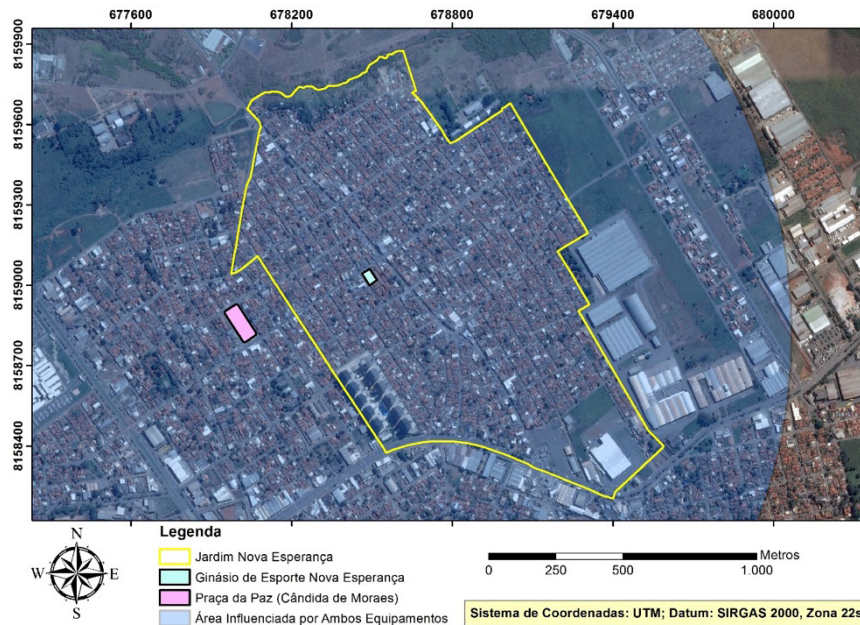 677600 678200 678800 679400 680000
8159900
8159600
8159300
8159000
8158700
8158400
Legenda
Jardim Nova Esperança
Ginásio de Esporte Nova Esperança
Praça da Paz (Cândida de Moraes)
Área Influenciada por Ambos Equipamentos
N
W E
S
Metros
0 250 500 1.000
Sistema de Coordenadas: UTM; Datum: SIRGAS 2000, Zona 22s